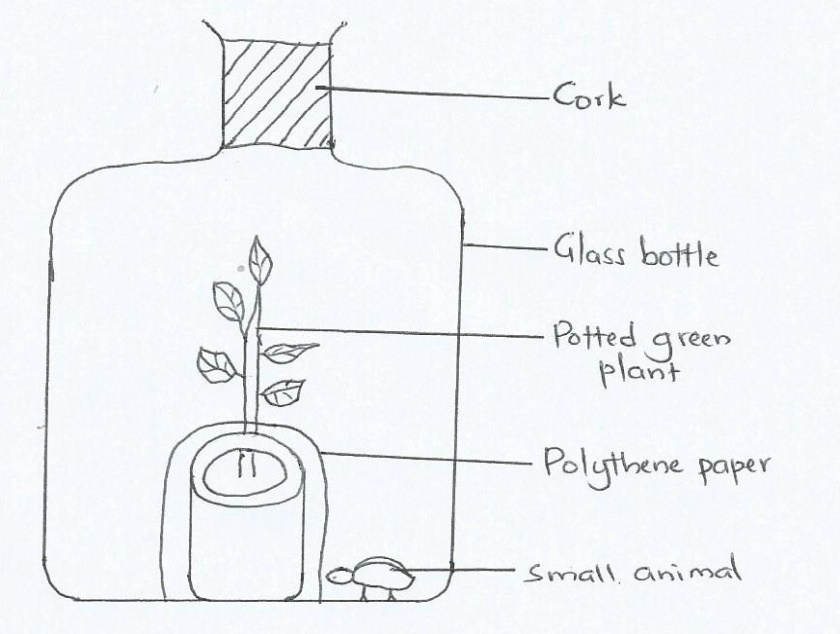 Cork
Glass bottle
Potted green
plant
Polythene paper
Small animal